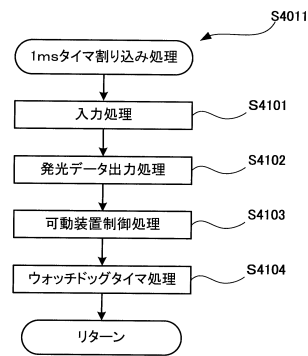 S4011
1msタイマ割り込み処理
入力処理
S4101
発光データ出力処理
S4102
可動装置制御処理
S4103
ウォッチドッグタイマ処理
S4104
リターン